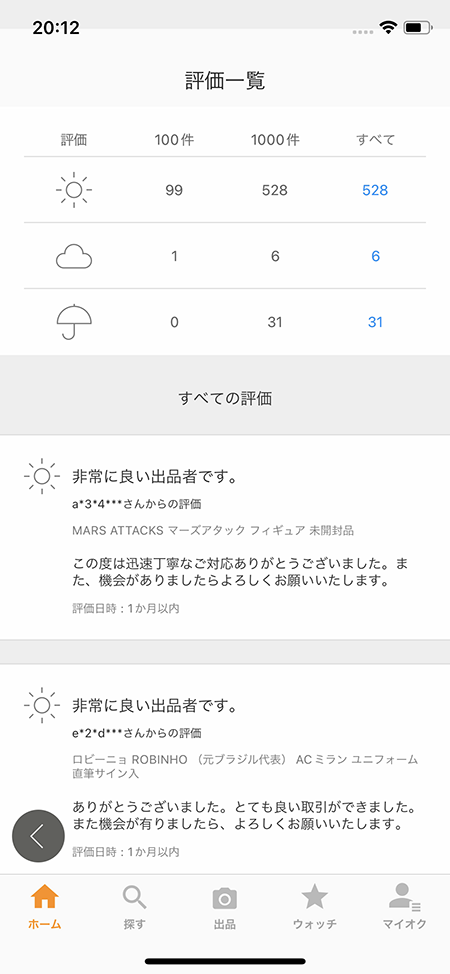 20:12
評価一覧
評価 100件 1000件 すべて
99 528 528
1 6 6
0 31 31
すべての評価
非常に良い出品者です。
a*3*4***さんからの評価
MARS ATTACKS マーズアタック フィギュア 未開封品
この度は迅速丁寧なご対応ありがとうございました。ま
た、機会がありましたらよろしくお願いいたします。
評価日時：1か月以内
非常に良い出品者です。
e*2*d***さんからの評価
ロビーニョ ROBINHO （元ブラジル代表） ACミラン ユニフォーム
直筆サイン入
ありがとうございました。とても良い取引ができました。
また機会が有りましたら、よろしくお願いいたします。
評価日時：1か月以内
ホーム 探す 出品 ウォッチ マイオク